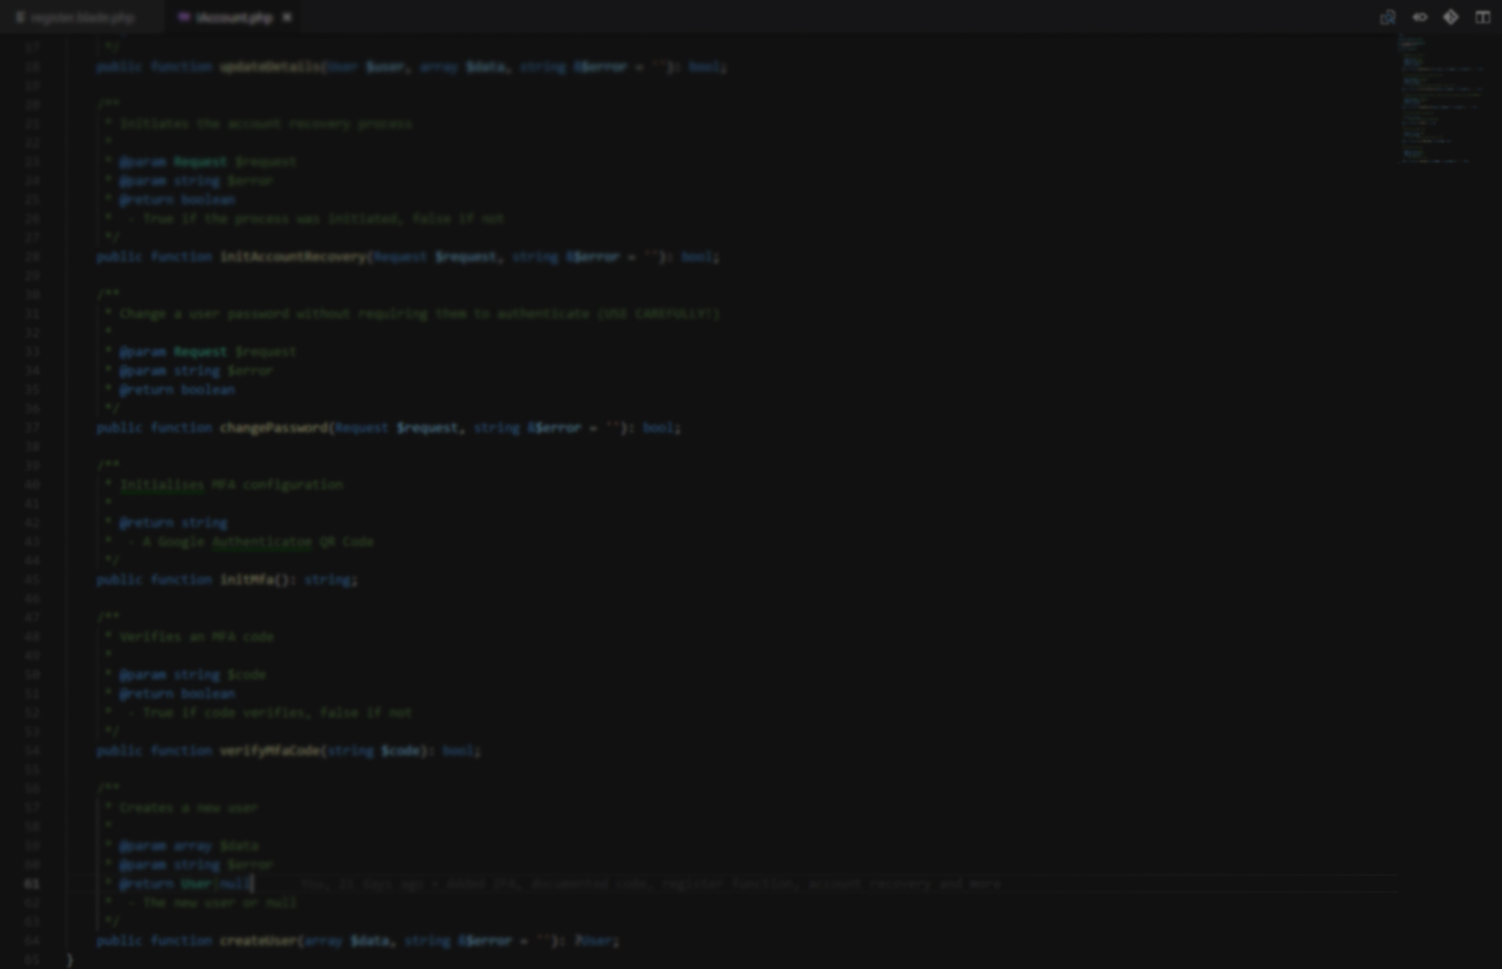 register.blade.php iAccount.php
17 */
18 public function updateDetails(User $user, array $data, string &$error = ''): bool;
19
20 /**
21 * Initiates the account recovery process
22 *
23 * @param Request $request
24 * @param string $error
25 * @return boolean
26 * - True if the process was initiated, false if not
27 */
28 public function initAccountRecovery(Request $request, string &$error = ''): bool;
29
30 /**
31 * Change a user password without requiring them to authenticate (USE CAREFULLY!)
32 *
33 * @param Request $request
34 * @param string $error
35 * @return boolean
36 */
37 public function changePassword(Request $request, string &$error = ''): bool;
38
39 /**
40 * Initialises MFA configuration
41 *
42 * @return string
43 * - A Google Authenticatoe QR Code
44 */
45 public function initMfa(): string;
46
47 /**
48 * Verifies an MFA code
49 *
50 * @param string $code
51 * @return boolean
52 * - True if code verifies, false if not
53 */
54 public function verifyMfaCode(string $code): bool;
55
56 /**
57 * Creates a new user
58 *
59 * @param array $data
60 * @param string $error
61 * @return User|null You, days ago • Added documented code, register function, account recovery and more
62 * - The new user or null
63 */
64 public function createUser(array $data, string &$error = ''): ?User;
65 }